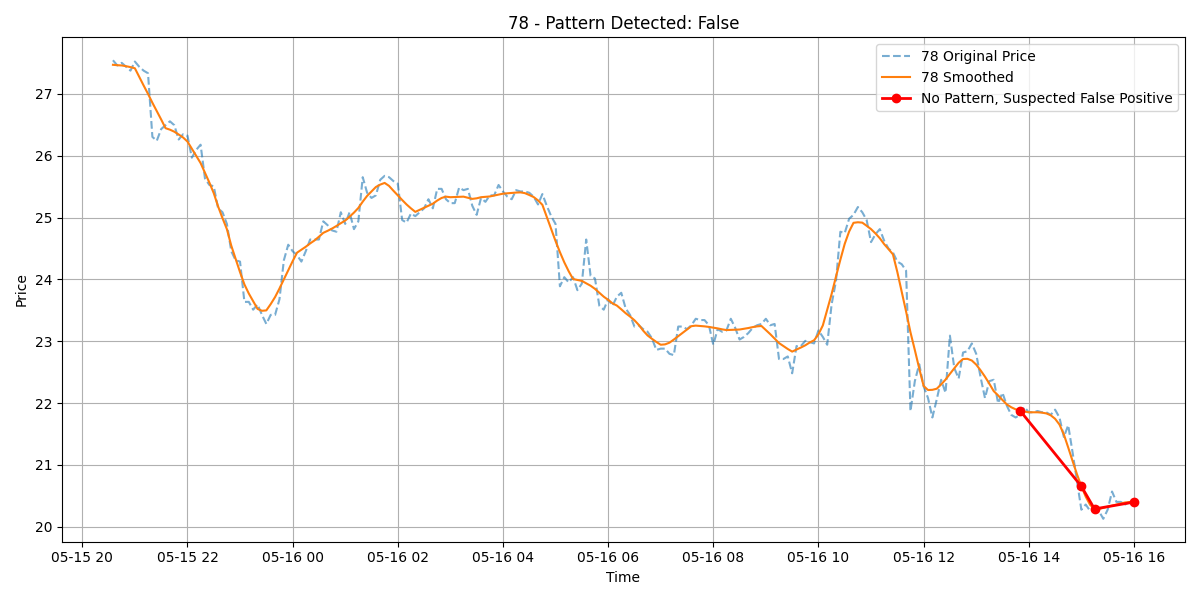 78 - Pattern Detected: False
78 Original Price
78 Smoothed
No Pattern, Suspected False Positive
Price
27
26
25
24
23
22
21
20
05-15 20 05-15 22 05-16 00 05-16 02 05-16 04 05-16 06 05-16 08 05-16 10 05-16 12 05-16 14 05-16 16
Time